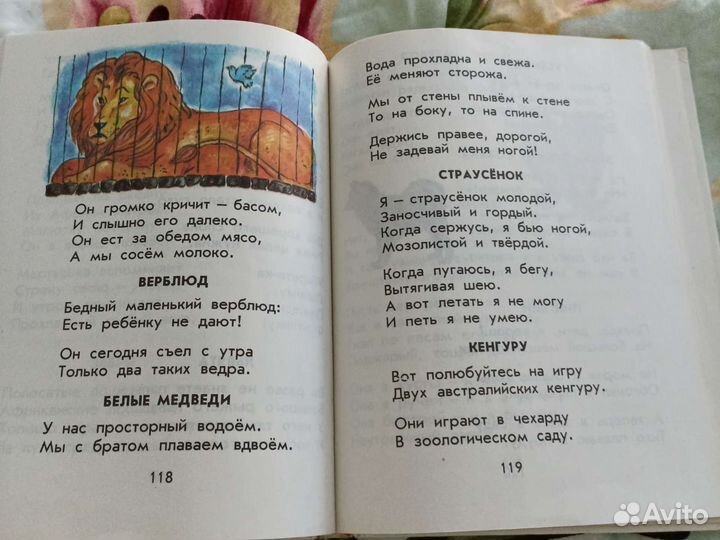 Он громко кричит — басом,
И слышно его далеко.
Он ест за обедом мясо,
А мы сосём молоко.
ВЕРБЛЮД
Бедный маленький верблюд:
Есть ребёнку не дают!
Он сегодня съел с утра
Только два таких ведра.
БЕЛЫЕ МЕДВЕДИ
У нас просторный водоём.
Мы с братом плаваем вдвоём.
118
Вода прохладна и свежа.
Её меняют сторожа.
Мы от стены плывём к стене
То на боку, то на спине.
Держись правее, дорогой,
Не задевай меня ногой!
СТРАУСЁНОК
Я — страусёнок молодой,
Заносчивый и гордый.
Когда сержусь, я бью ногой,
Мозолистой и твёрдой.
Когда пугаюсь, я бегу,
Вытягивая шею.
А вот летать я не могу
И петь я не умею.
КЕНГУРУ
Вот полюбуйтесь на игру
Двух австралийских кенгуру.
Они играют в чехарду
В зоологическом саду.
119
Avito